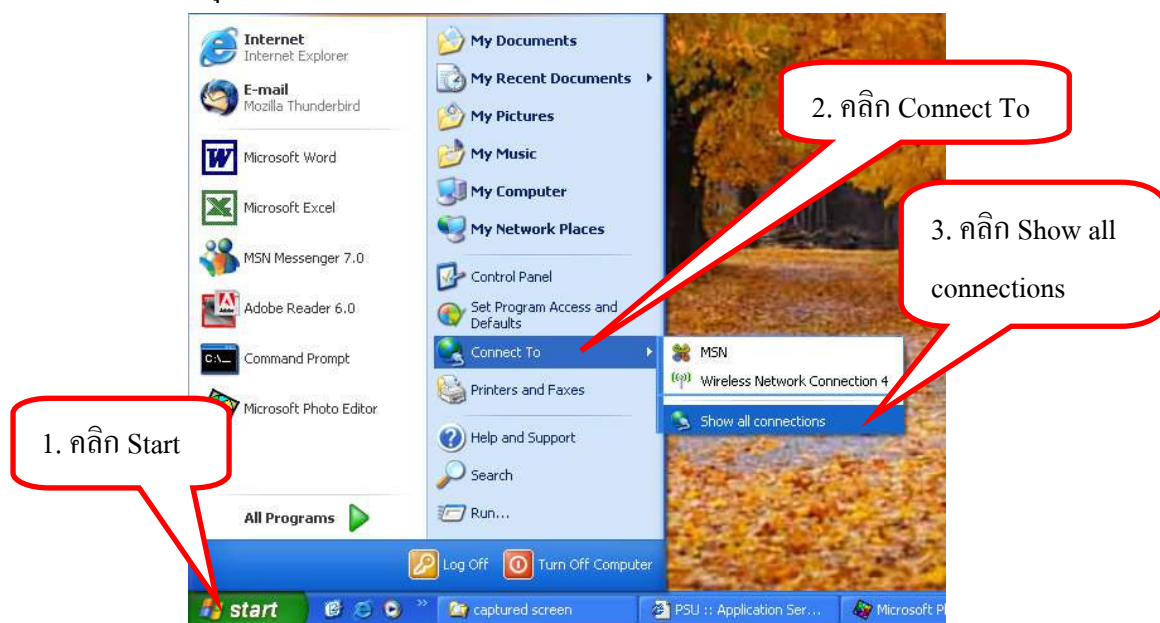 Internet
Internet Explorer
E-mail
Mozilla Thunderbird
Microsoft Word
Microsoft Excel
MSN Messenger 7.0
Adobe Reader 6.0
Command Prompt
Microsoft Photo Editor
All Programs
My Documents
My Recent Documents
My Pictures
My Music
My Computer
My Network Places
Control Panel
Set Program Access and
Defaults
Connect To
Printers and Faxes
Help and Support
Search
Run...
MSN
Wireless Network Connection 4
Show all connections
1. คลิก Start
2. คลิก Connect To
3. คลิก Show all
connections
Log Off
Turn Off Computer
start
captured screen
PSU :: Application Ser...
Microsoft P